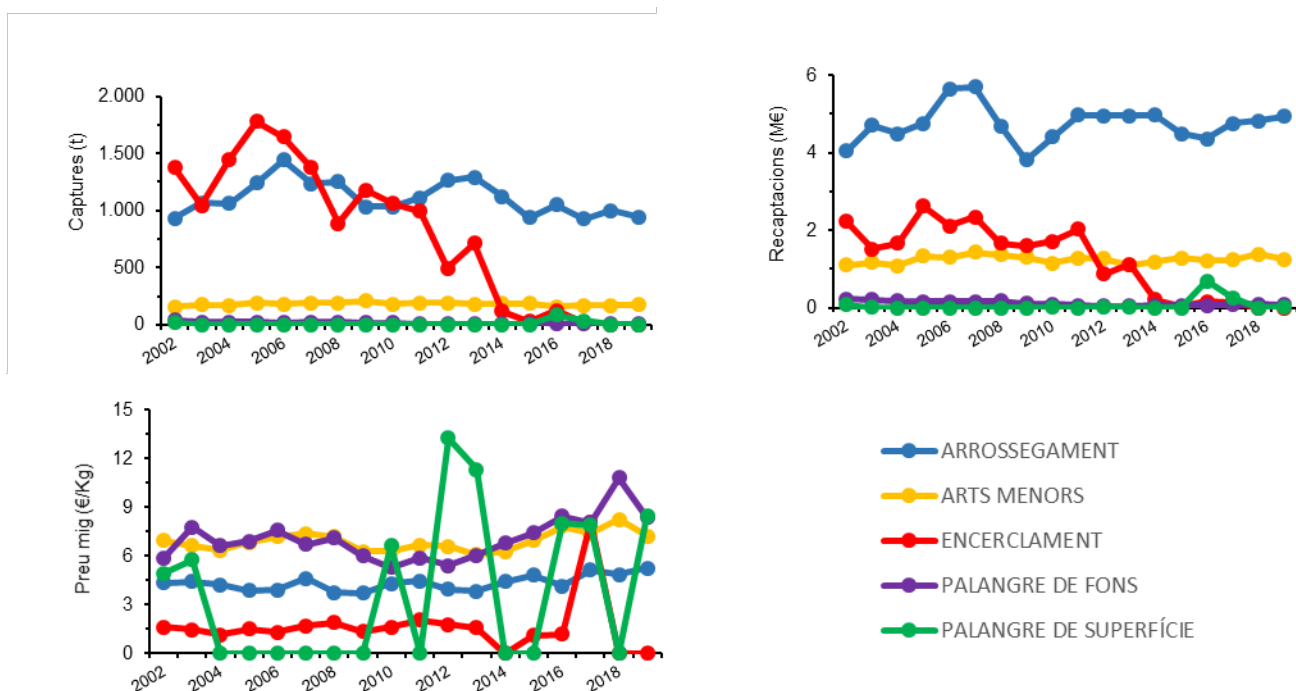 Captures (t)
2.000
1.500
1.000
500
0
2002 2004 2006 2008 2010 2012 2014 2016 2018
Recaptacions (M€)
6
4
2
0
2002 2004 2006 2008 2010 2012 2014 2016 2018
Preu mig (€/Kg)
15
12
9
6
3
0
2002 2004 2006 2008 2010 2012 2014 2016 2018
ARROSSEGAMENT
ARTS MENORS
ENCERCLAMENT
PALANGRE DE FONS
PALANGRE DE SUPERFÍCIE